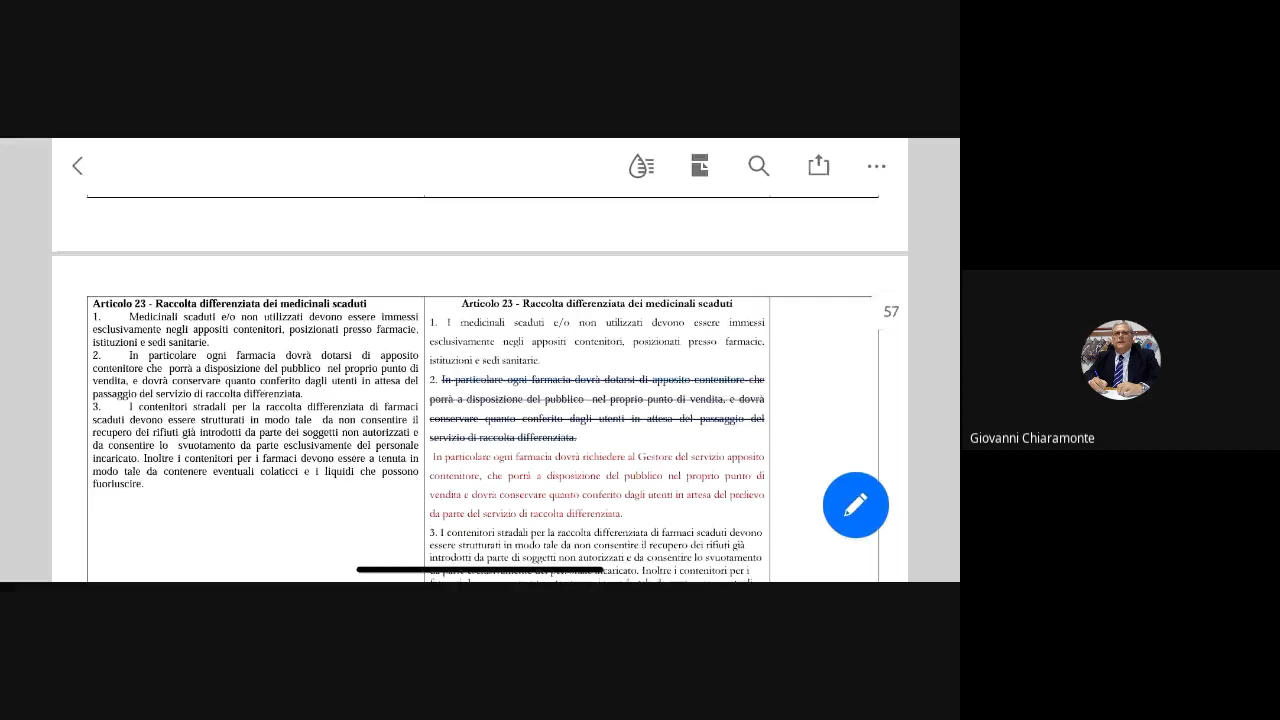 57
Articolo 23 - Raccolta differenziata dei medicinali scaduti
1. Medicinali scaduti e/o non utilizzati devono essere immessi
esclusivamente negli appositi contenitori, posizionati presso farmacie,
istituzioni e sedi sanitarie.
2. In particolare ogni farmacia dovrà dotarsi di apposito
contenitore che porrà a disposizione del pubblico nel proprio punto di
vendita, e dovrà conservare quanto conferito dagli utenti in attesa del
passaggio del servizio di raccolta differenziata.
3. I contenitori stradali per la raccolta differenziata di farmaci
scaduti devono essere strutturati in modo tale da non consentire il
recupero dei rifiuti già introdotti da parte dei soggetti non autorizzati e
da consentire lo svuotamento da parte esclusivamente del personale
incaricato. Inoltre i contenitori per i farmaci devono essere a tenuta in
modo tale da contenere eventuali colaticci e i liquidi che possono
fuoriuscire.
Articolo 23 - Raccolta differenziata dei medicinali scaduti
1. I medicinali scaduti e/o non utilizzati devono essere immessi
esclusivamente negli appositi contenitori, posizionati presso farmacie,
istituzioni e sedi sanitarie.
2. In particolare ogni farmacia dovrà dotarsi di apposito contenitore che
porrà a disposizione del pubblico nel proprio punto di vendita, e dovrà
conservare quanto conferito dagli utenti in attesa del passaggio del
servizio di raccolta differenziata.
In particolare ogni farmacia dovrà richiedere al Gestore del servizio apposito
contenitore, che porrà a disposizione del pubblico nel proprio punto di
vendita e dovrà conservare quanto conferito dagli utenti in attesa del prelievo
da parte del servizio di raccolta differenziata.
3. I contenitori stradali per la raccolta differenziata di farmaci scaduti devono
essere strutturati in modo tale da non consentire il recupero dei rifiuti già
introdotti da parte di soggetti non autorizzati e da consentire lo svuotamento
incaricato. Inoltre i contenitori per i
Giovanni Chiaramonte